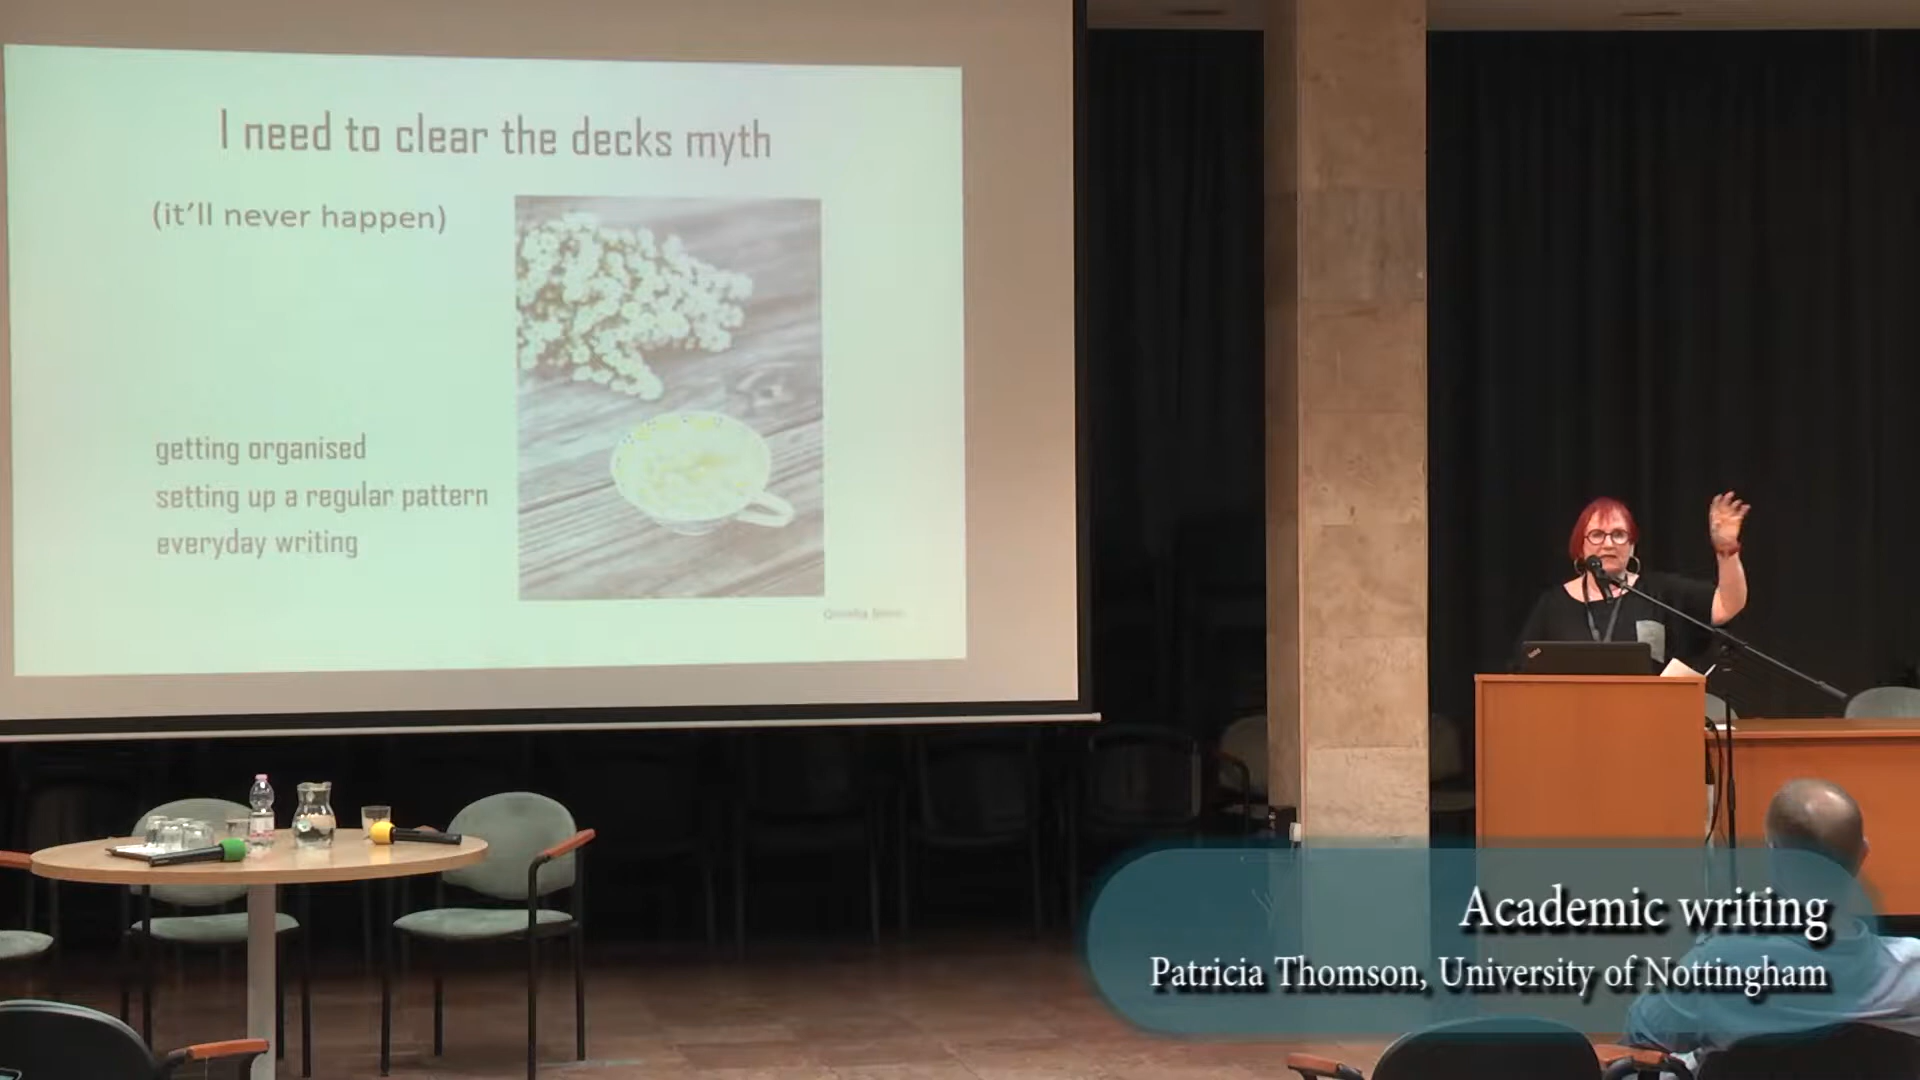 I need to clear the decks myth
(it'll never happen)
getting organised
setting up a regular pattern
everyday writing
Academic writing
Patricia Thomson, University of Nottingham